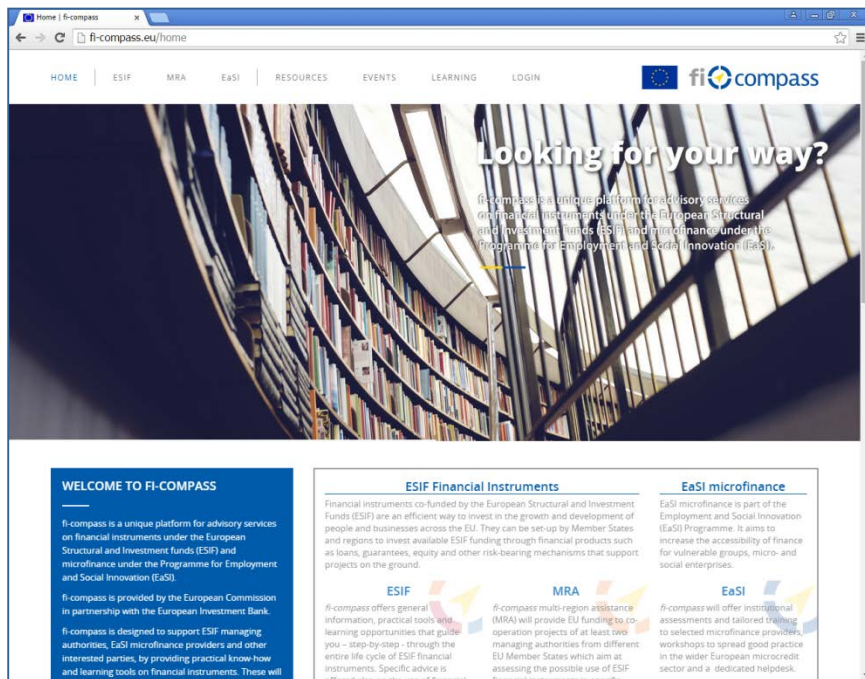 Home | fi-compass
fi-compass.eu/home
HOME ESIF MRA EaSI RESOURCES EVENTS LEARNING LOGIN
fi compass
Looking for your way?
fi-compass is a unique platform for advisory services
on financial instruments under the European Structural
and Investment Funds (ESIF) and microfinance under the
Programme for Employment and Social Innovation (EaSI).
WELCOME TO FI-COMPASS
fi-compass is a unique platform for advisory services
on financial instruments under the European
Structural and Investment funds (ESIF) and
microfinance under the Programme for Employment
and Social Innovation (EaSI).
fi-compass is provided by the European Commission
in partnership with the European Investment Bank.
fi-compass is designed to support ESIF managing
authorities, EaSI microfinance providers and other
interested parties, by providing practical know-how
and learning tools on financial instruments. These will
ESIF Financial Instruments
Financial instruments co-funded by the European Structural and Investment
Funds (ESIF) are an efficient way to invest in the growth and development of
people and businesses across the EU. They can be set-up by Member States
and regions to invest available ESIF funding through financial products such
as loans, guarantees, equity and other risk-bearing mechanisms that support
projects on the ground.
ESIF
fi-compass offers general
information, practical tools and
learning opportunities that guide
you – step-by-step - through the
entire life cycle of ESIF financial
instruments. Specific advice is
MRA
fi-compass multi-region assistance
(MRA) will provide EU funding to co-
operation projects of at least two
managing authorities from different
EU Member States which aim at
assessing the possible use of ESIF
EaSI microfinance
EaSI microfinance is part of the
Employment and Social Innovation
(EaSI) Programme. It aims to
increase the accessibility of finance
for vulnerable groups, micro- and
social enterprises.
EaSI
fi-compass will offer institutional
assessments and tailored training
to selected microfinance providers,
workshops to spread good practice
in the wider European microcredit
sector and a dedicated helpdesk.